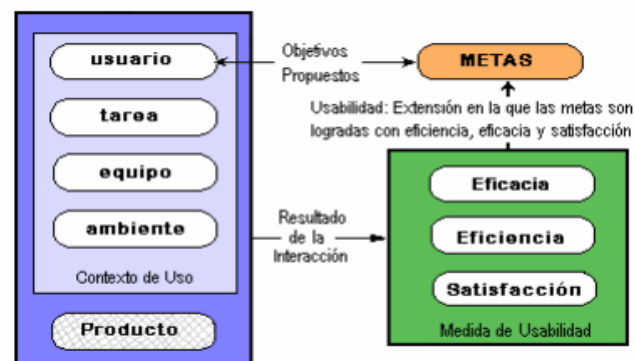 usuario
tarea
equipo
ambiente
Contexto de Uso
Producto
Objetivos
Propuestos
METAS
Usabilidad: Extensión en la que las metas son
logradas con eficiencia, eficacia y satisfacción
Resultado
de la
Interacción
Eficacia
Eficiencia
Satisfacción
Medida de Usabilidad